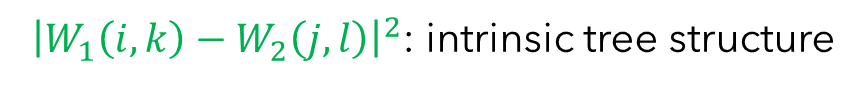 |W₁(i, k) − W₂(j, l)|²: intrinsic tree structure